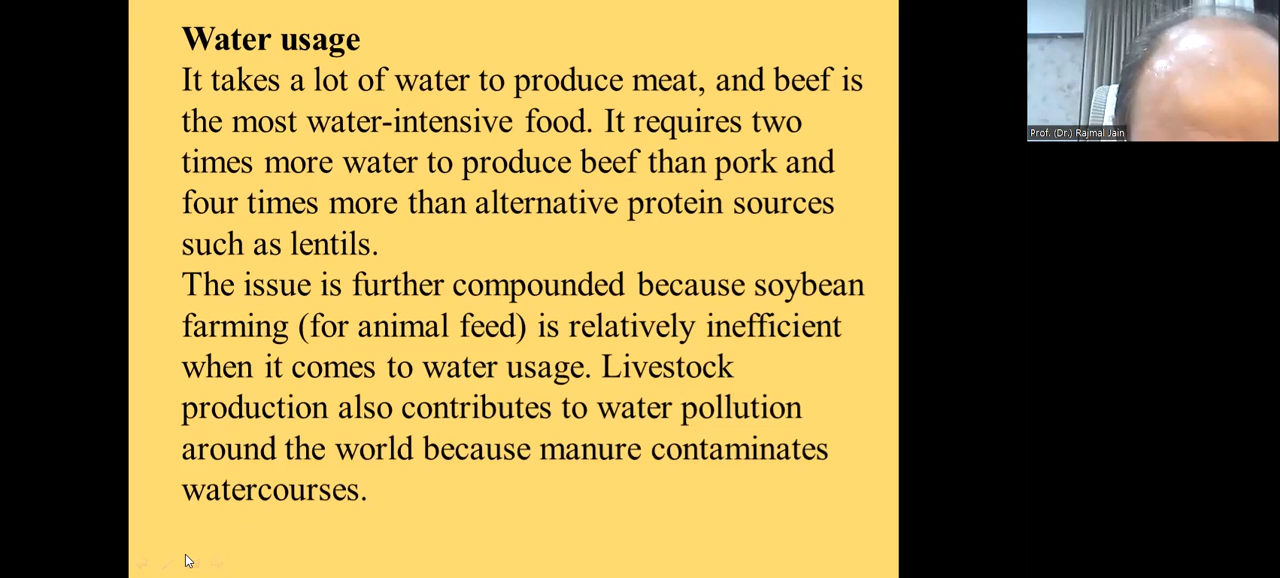 Water usage
It takes a lot of water to produce meat, and beef is
the most water-intensive food. It requires two
times more water to produce beef than pork and
four times more than alternative protein sources
such as lentils.
The issue is further compounded because soybean
farming (for animal feed) is relatively inefficient
when it comes to water usage. Livestock
production also contributes to water pollution
around the world because manure contaminates
watercourses.
Prof. (Dr.) Rajmal Jain